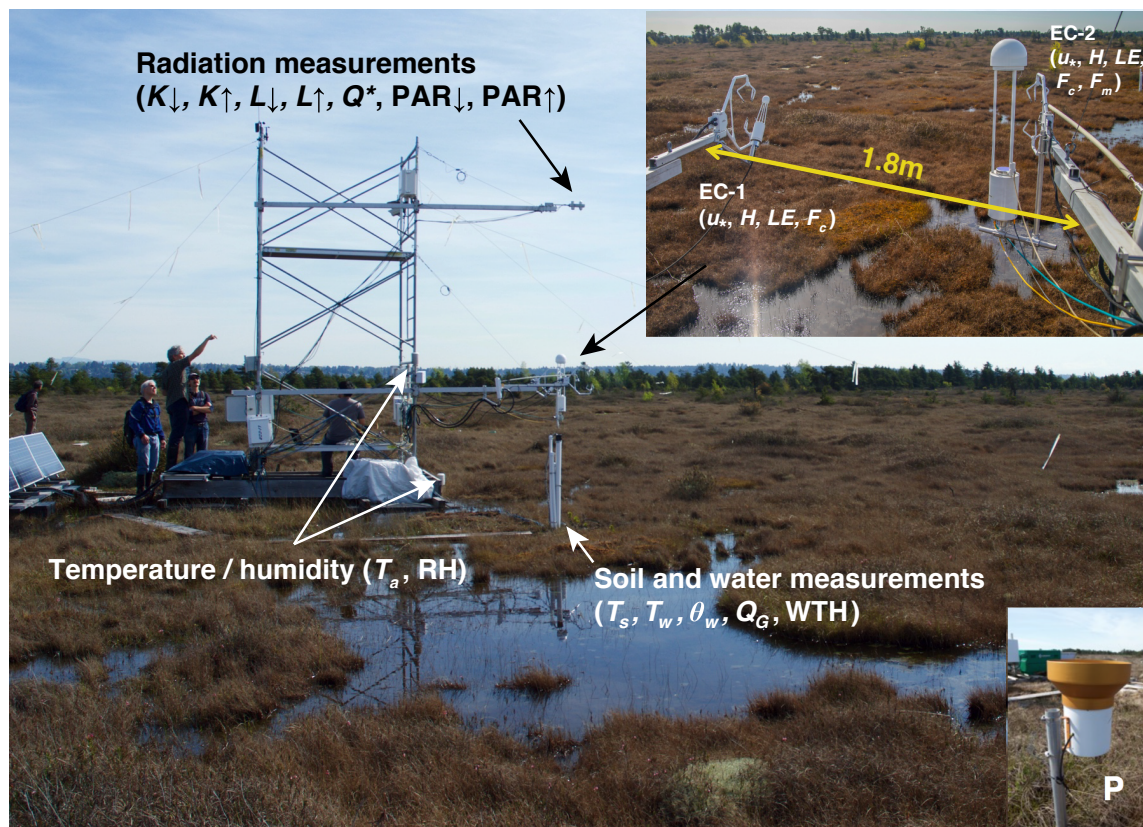 Radiation measurements
(K↓, K↑, L↓, L↑, Q*, PAR↓, PAR↑)
EC-2
(u*, H, LE,
Fc, Fm)
1.8m
EC-1
(u*, H, LE, Fc)
Temperature / humidity (Ta, RH)
Soil and water measurements
(Ts, Tw, θw, QG, WTH)
P